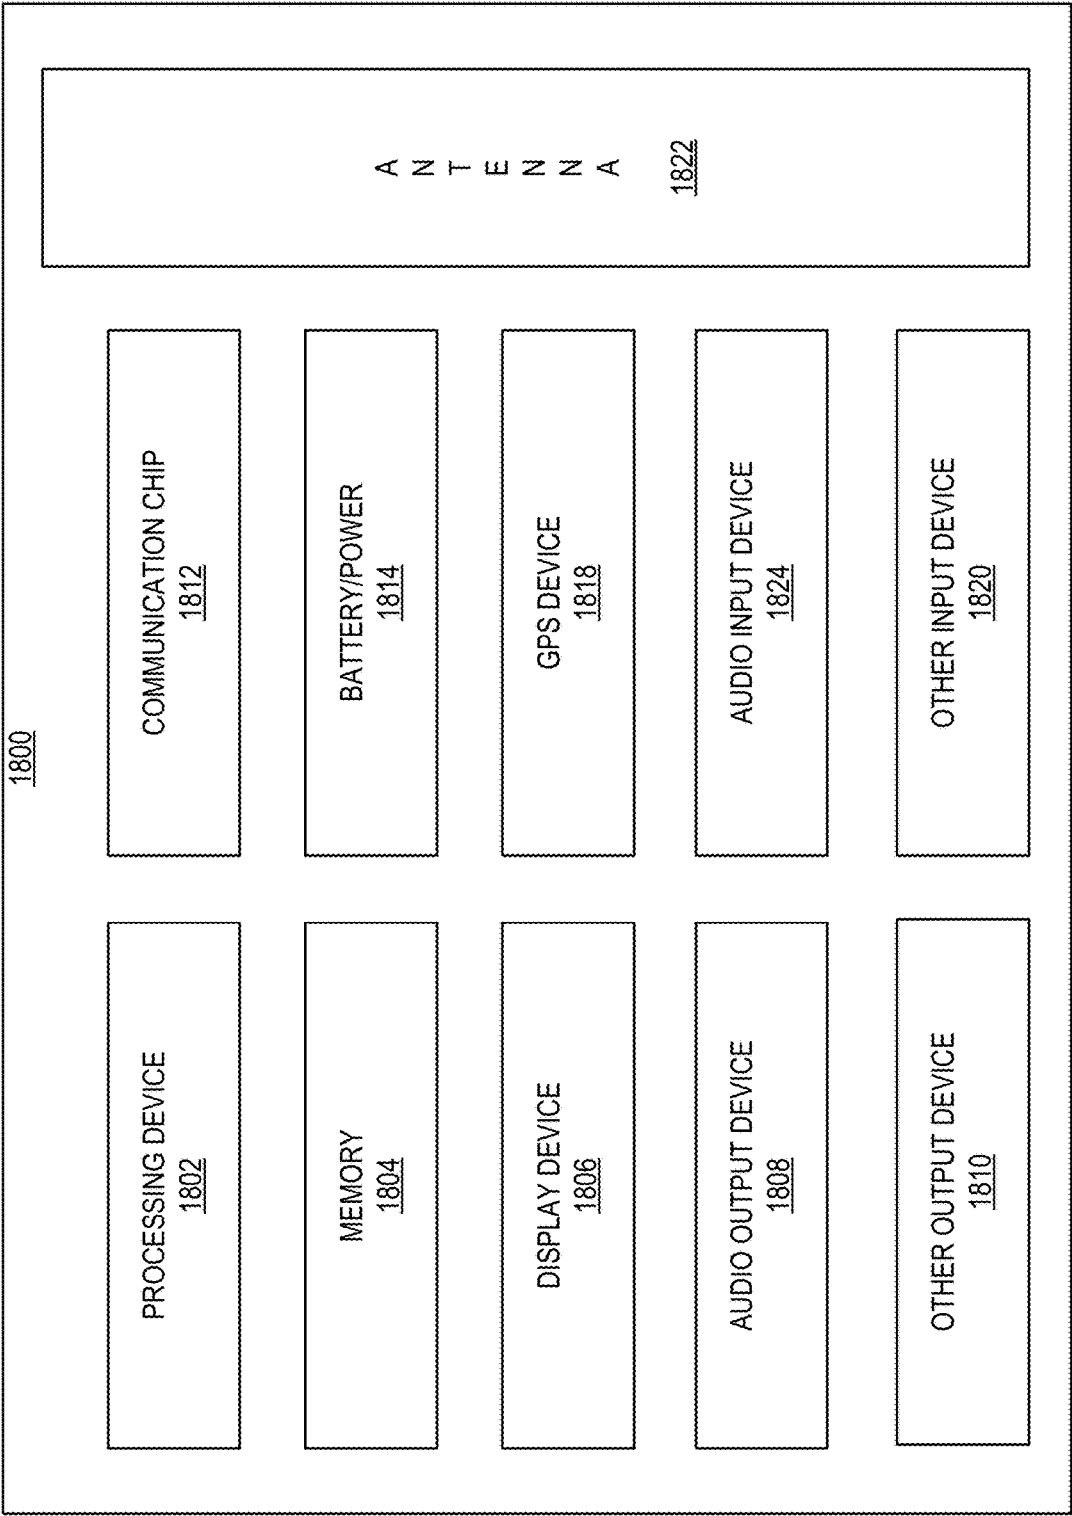 1800
PROCESSING DEVICE
1802
COMMUNICATION CHIP
1812
MEMORY
1804
BATTERY/POWER
1814
DISPLAY DEVICE
1806
GPS DEVICE
1818
AUDIO OUTPUT DEVICE
1808
AUDIO INPUT DEVICE
1824
OTHER OUTPUT DEVICE
1810
OTHER INPUT DEVICE
1820
A
N
T
E
N
N
A
1822